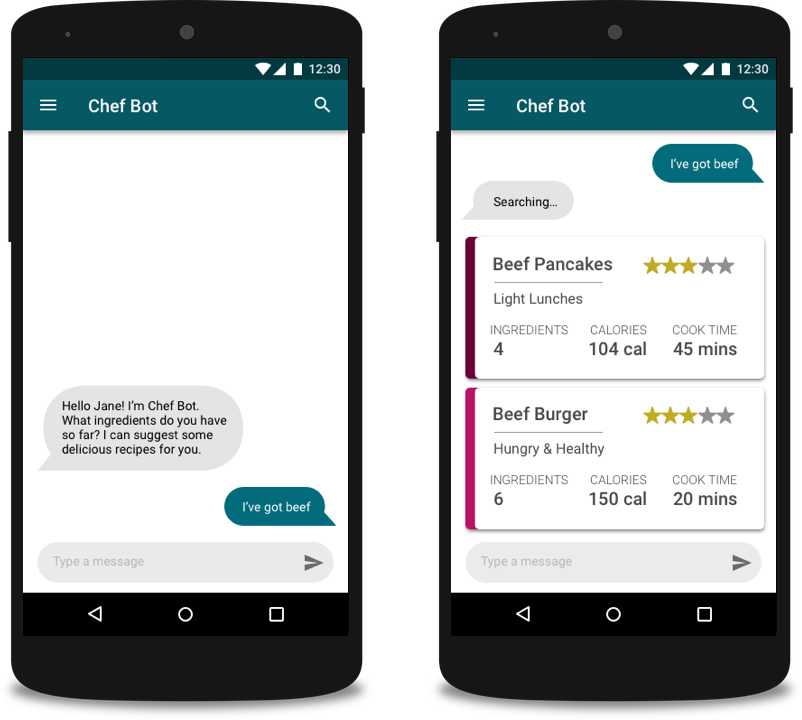 12:30
Chef Bot
Hello Jane! I'm Chef Bot.
What ingredients do you have
so far? I can suggest some
delicious recipes for you.
I've got beef
Type a message
12:30
Chef Bot
I've got beef
Searching...
Beef Pancakes
Light Lunches
INGREDIENTS CALORIES COOK TIME
4 104 cal 45 mins
Beef Burger
Hungry & Healthy
INGREDIENTS CALORIES COOK TIME
6 150 cal 20 mins
Type a message